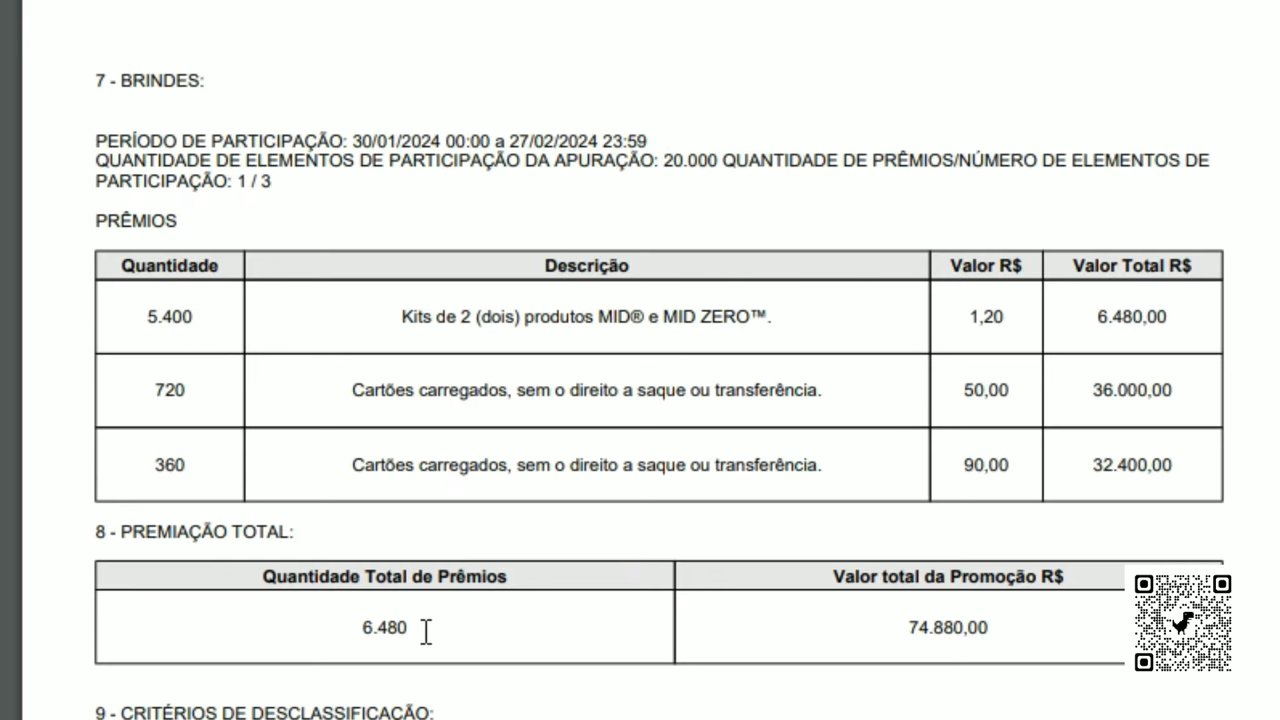 7 - BRINDES:
PERÍODO DE PARTICIPAÇÃO: 30/01/2024 00:00 a 27/02/2024 23:59
QUANTIDADE DE ELEMENTOS DE PARTICIPAÇÃO DA APURAÇÃO: 20.000 QUANTIDADE DE PRÊMIOS/NÚMERO DE ELEMENTOS DE
PARTICIPAÇÃO: 1 / 3
PRÊMIOS
Quantidade Descrição Valor R$ Valor Total R$
5.400 Kits de 2 (dois) produtos MID® e MID ZERO™. 1,20 6.480,00
720 Cartões carregados, sem o direito a saque ou transferência. 50,00 36.000,00
360 Cartões carregados, sem o direito a saque ou transferência. 90,00 32.400,00
8 - PREMIAÇÃO TOTAL:
Quantidade Total de Prêmios Valor total da Promoção R$
6.480 74.880,00
9 - CRITÉRIOS DE DESCLASSIFICAÇÃO: